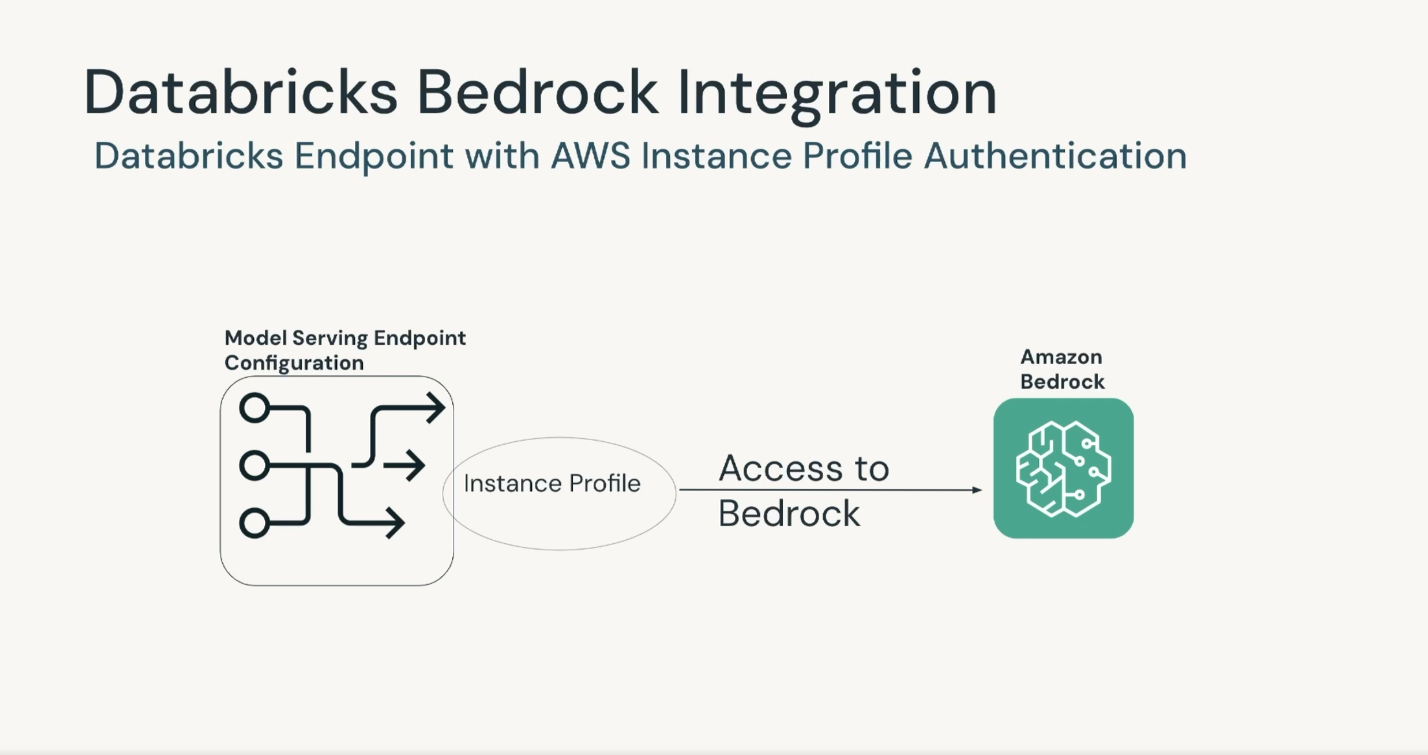 Databricks Bedrock Integration
Databricks Endpoint with AWS Instance Profile Authentication
Model Serving Endpoint
Configuration
Instance Profile
Access to
Bedrock
Amazon
Bedrock